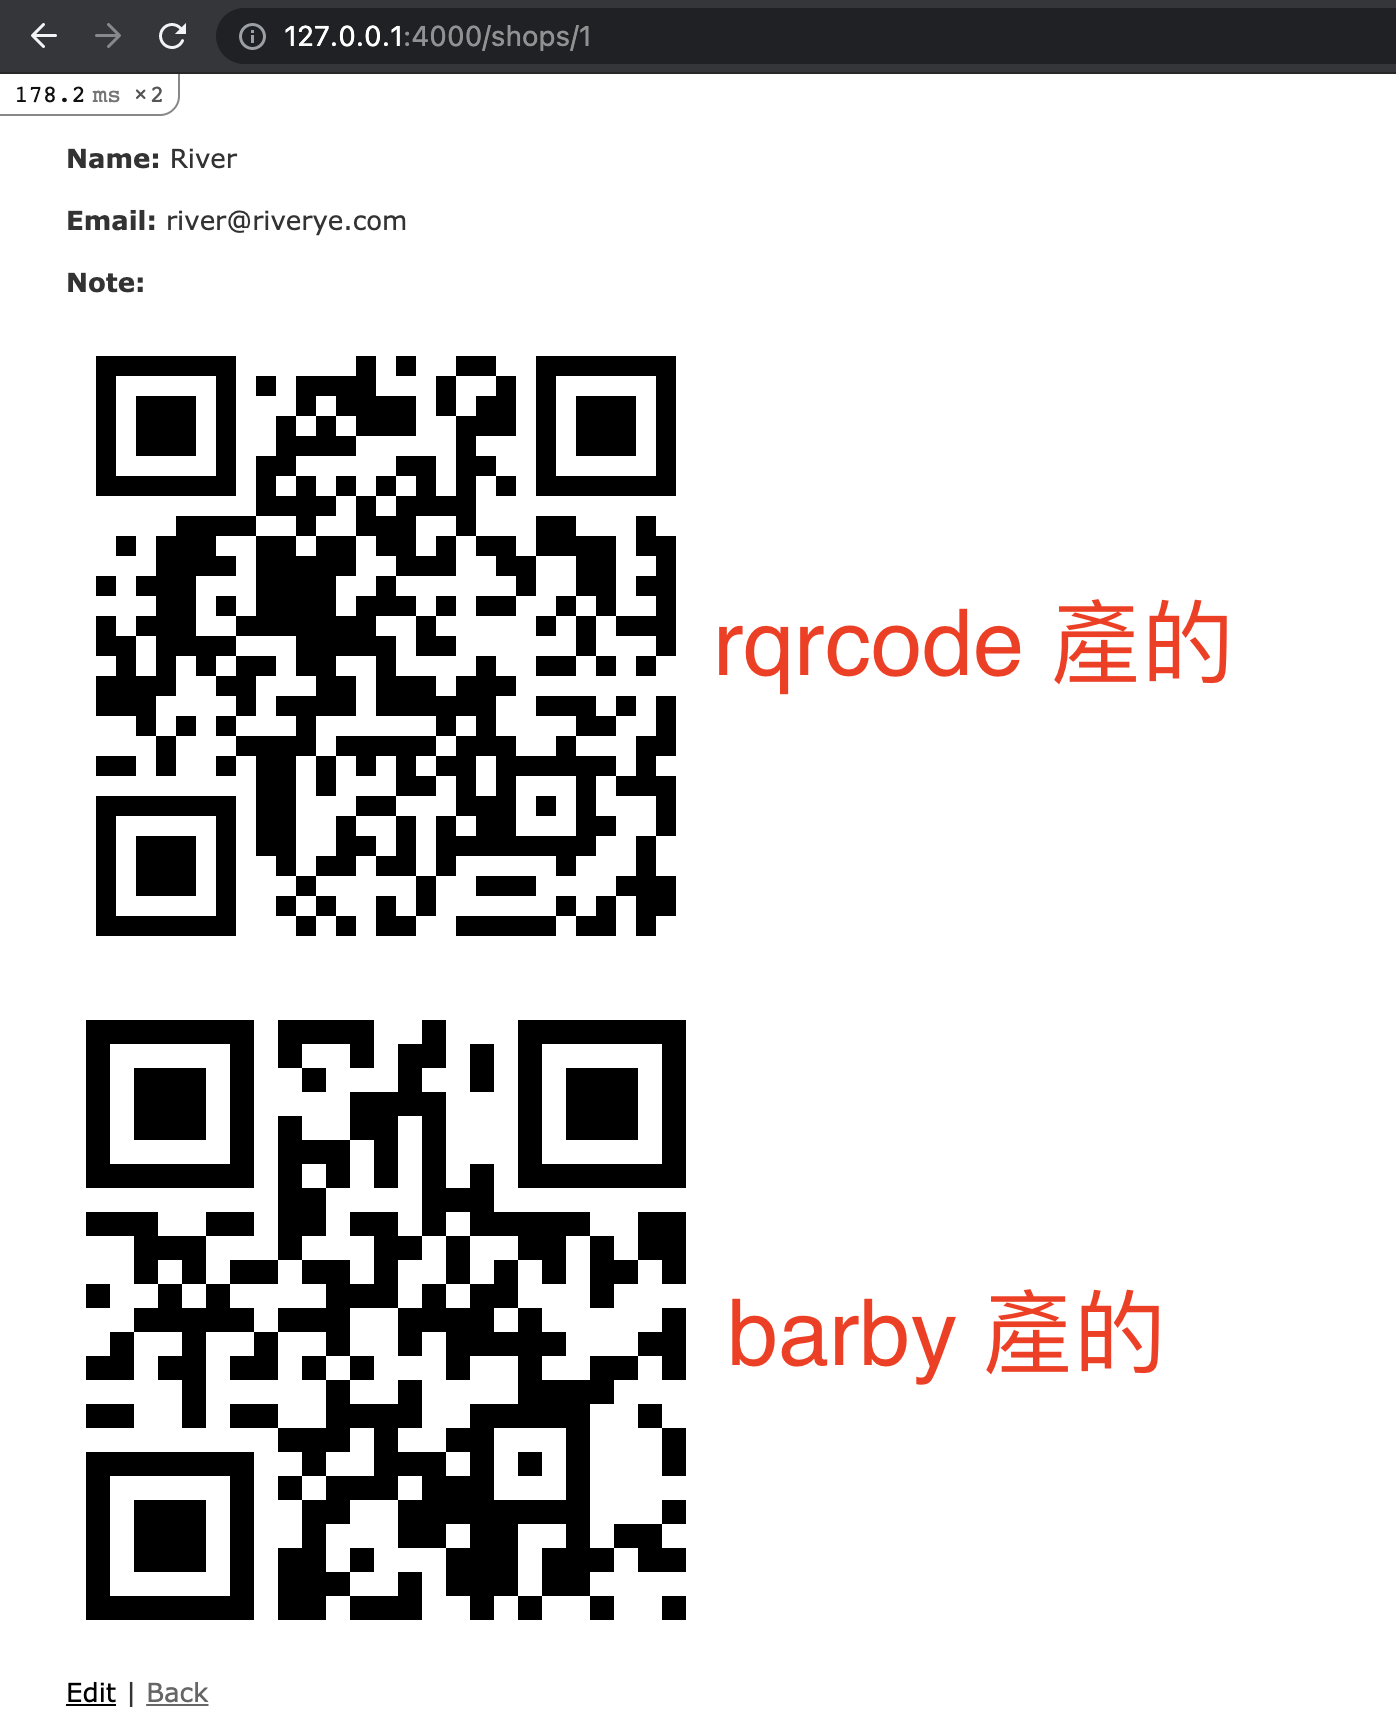 127.0.0.1:4000/shops/1
178.2 ms ×2
Name: River
Email: river@riverye.com
Note:
rqrcode 產的
barby 產的
Edit | Back